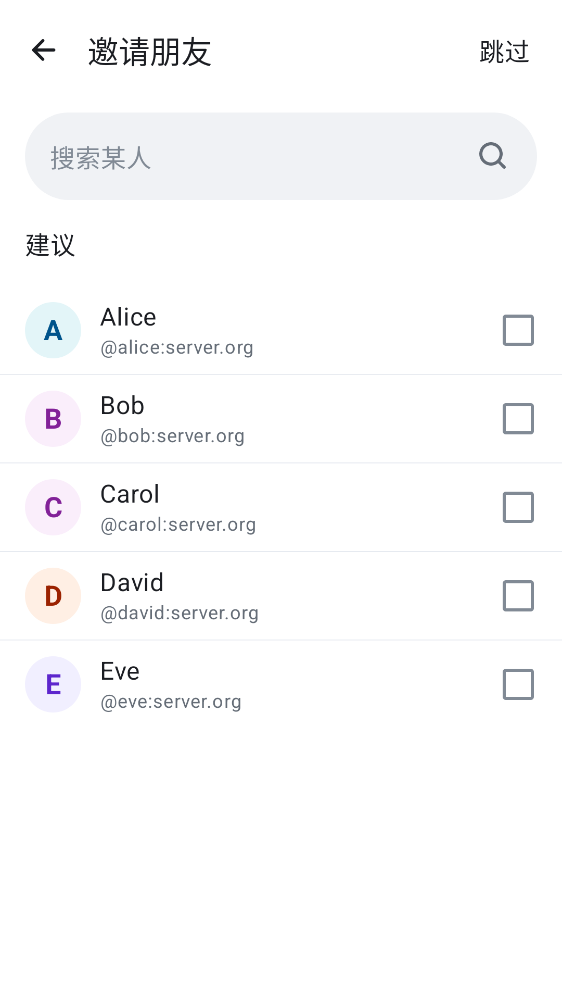 邀请朋友 跳过
搜索某人
建议
A
Alice
@alice:server.org
B
Bob
@bob:server.org
C
Carol
@carol:server.org
D
David
@david:server.org
E
Eve
@eve:server.org